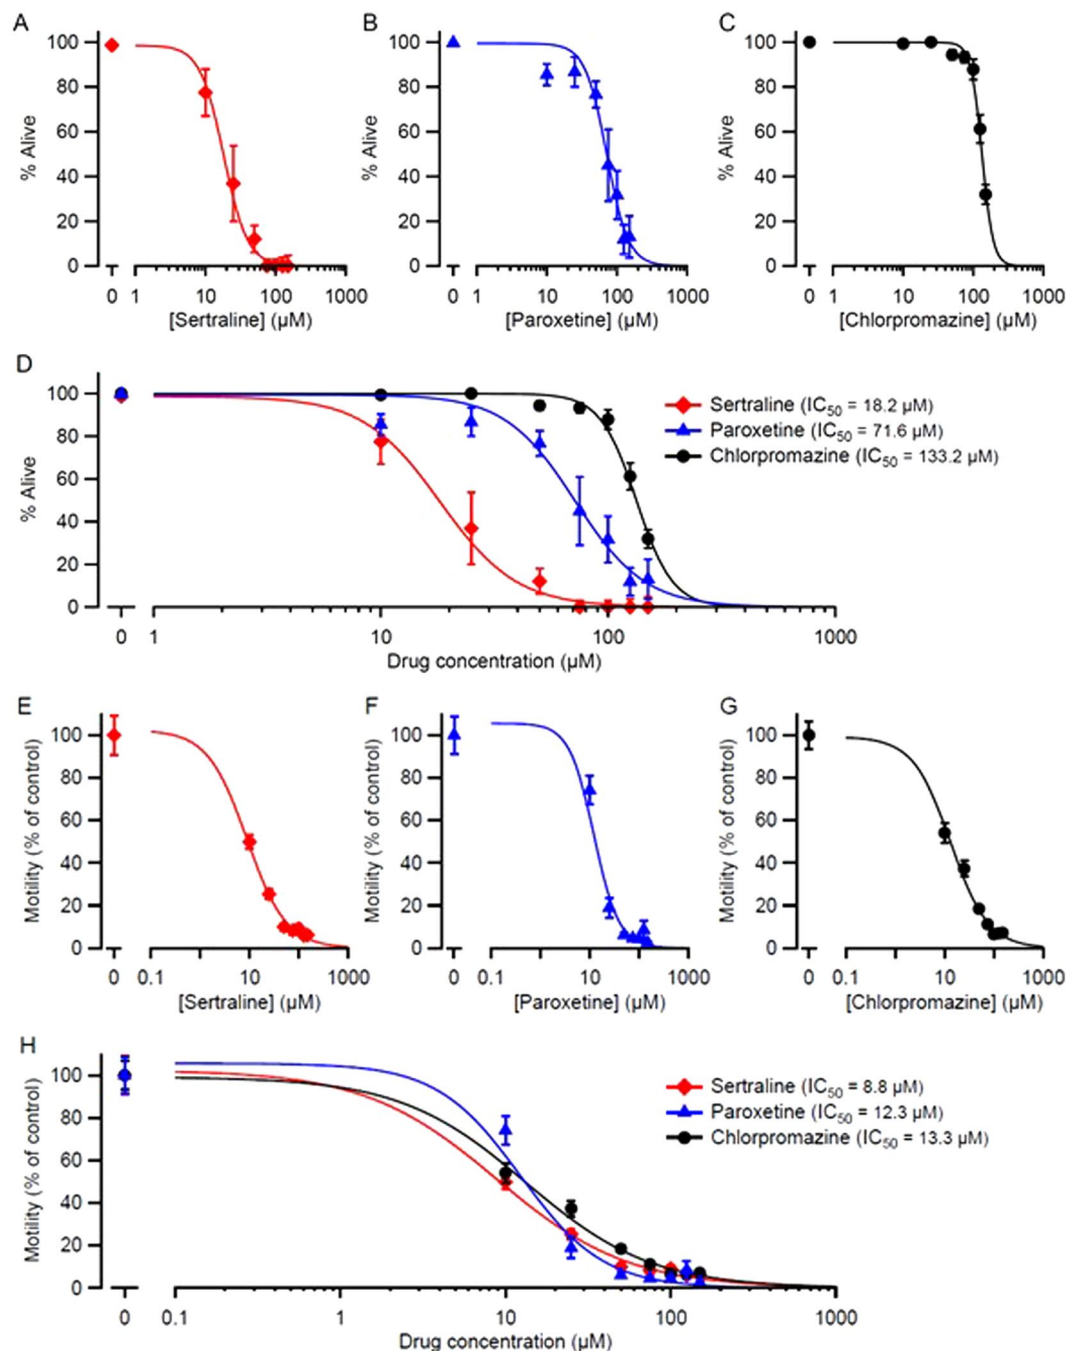 A
B
C
% Alive
100
80
60
40
20
0
0 1 10 100 1000
[Sertraline] (µM)
% Alive
100
80
60
40
20
0
0 1 10 100 1000
[Paroxetine] (µM)
% Alive
100
80
60
40
20
0
0 1 10 100 1000
[Chlorpromazine] (µM)
D
% Alive
100
80
60
40
20
0
0 1 10 100 1000
Drug concentration (µM)
Sertraline (IC50 = 18.2 µM)
Paroxetine (IC50 = 71.6 µM)
Chlorpromazine (IC50 = 133.2 µM)
E
F
G
Motility (% of control)
100
80
60
40
20
0
0 0.1 10 1000
[Sertraline] (µM)
Motility (% of control)
100
80
60
40
20
0
0 0.1 10 1000
[Paroxetine] (µM)
Motility (% of control)
100
80
60
40
20
0
0 0.1 10 1000
[Chlorpromazine] (µM)
H
Motility (% of control)
100
80
60
40
20
0
0 0.1 1 10 100 1000
Drug concentration (µM)
Sertraline (IC50 = 8.8 µM)
Paroxetine (IC50 = 12.3 µM)
Chlorpromazine (IC50 = 13.3 µM)